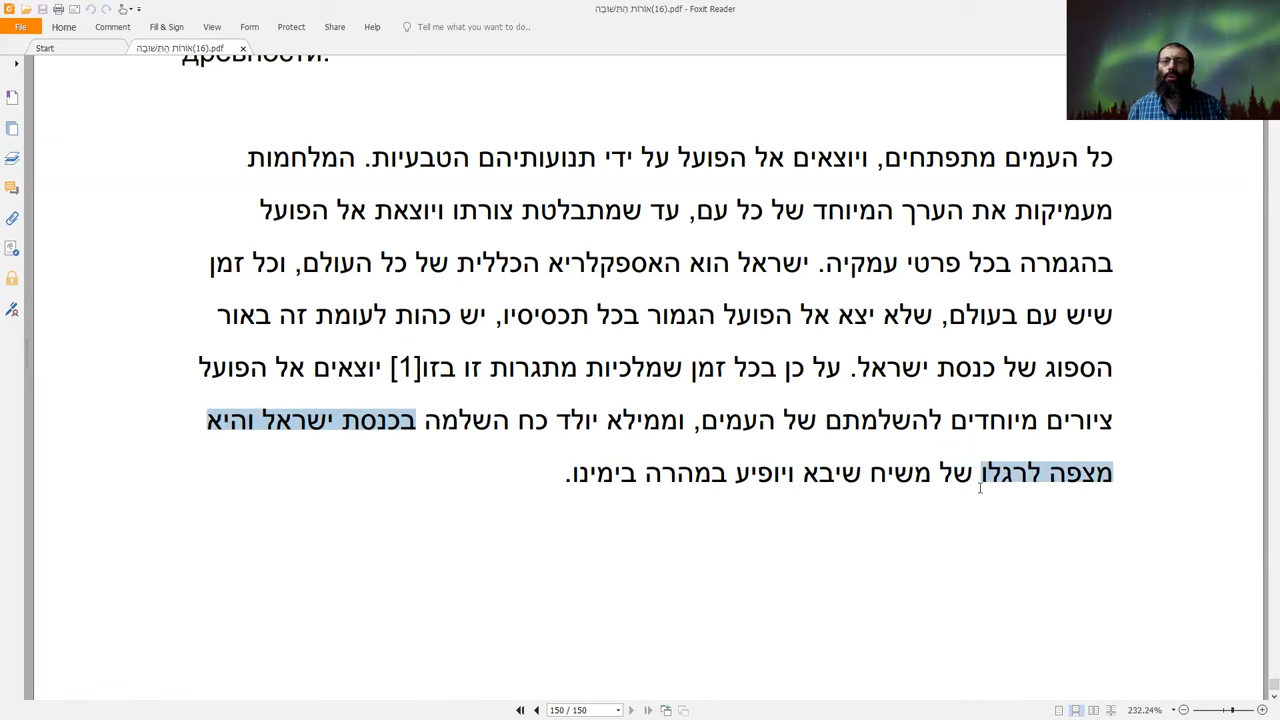 אורות התשובה(16).pdf - Foxit Reader
File Home Comment Fill & Sign View Form Protect Share Help Tell me what you want to do..
Start אורות התשובה(16).pdf
древности.
כל העמים מתפתחים, ויוצאים אל הפועל על ידי תנועותיהם הטבעיות. המלחמות
מעמיקות את הערך המיוחד של כל עם, עד שמתבלטת צורתו ויוצאת אל הפועל
בהגמרה בכל פרטי עמקיה. ישראל הוא האספקלריא הכללית של כל העולם, וכל זמן
שיש עם בעולם, שלא יצא אל הפועל הגמור בכל תכסיסיו, יש כהות לעומת זה באור
הספוג של כנסת ישראל. על כן בכל זמן שמלכיות מתגרות זו בזו[1] יוצאים אל הפועל
ציורים מיוחדים להשלמתם של העמים, וממילא יולד כח השלמה בכנסת ישראל והיא
מצפה לרגלו של משיח שיבא ויופיע במהרה בימינו.
150 / 150 232.24%